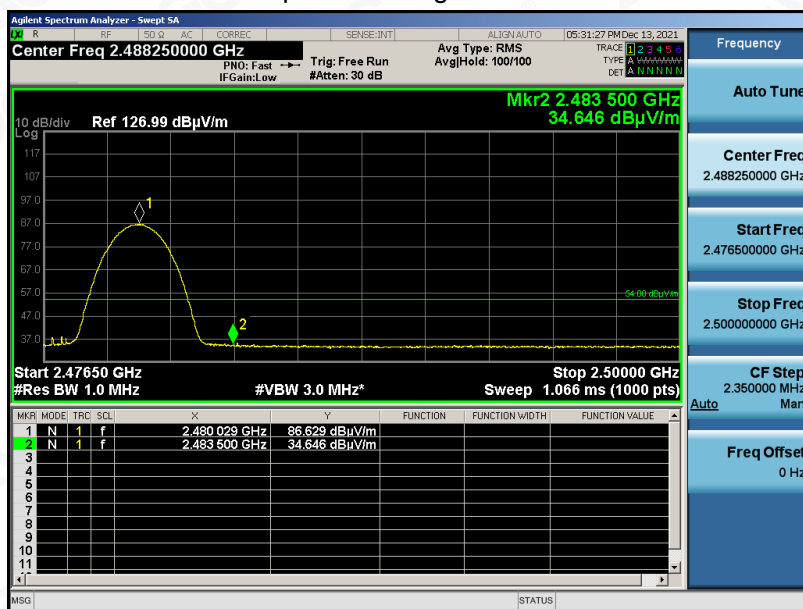 Agilent Spectrum Analyzer - Swept SA
LXI R RF 50 Ω AC CORREC SENSE:INT ALIGN AUTO 05:31:27 PM Dec 13, 2021
Center Freq 2.488250000 GHz
PNO: Fast
IFGain:Low
Trig: Free Run
#Atten: 30 dB
Avg Type: RMS
Avg|Hold: 100/100
TRACE 1 2 3 4 5 6
TYPE A WWWWW
DET A N N N N N
Mkr2 2.483 500 GHz
34.646 dBµV/m
10 dB/div
Log
Ref 126.99 dBµV/m
117
107
97.0
87.0
77.0
67.0
57.0
47.0
37.0
1
2
54.00 dBµV/m
Start 2.47650 GHz Stop 2.50000 GHz
#Res BW 1.0 MHz #VBW 3.0 MHz* Sweep 1.066 ms (1000 pts)
MKR MODE TRC SCL X Y FUNCTION FUNCTION WIDTH FUNCTION VALUE
1 N 1 f 2.480 029 GHz 86.629 dBµV/m
2 N 1 f 2.483 500 GHz 34.646 dBµV/m
3
4
5
6
7
8
9
10
11
MSG STATUS
Frequency
Auto Tune
Center Freq
2.488250000 GHz
Start Freq
2.476500000 GHz
Stop Freq
2.500000000 GHz
CF Step
2.350000 MHz
Auto Man
Freq Offset
0 Hz